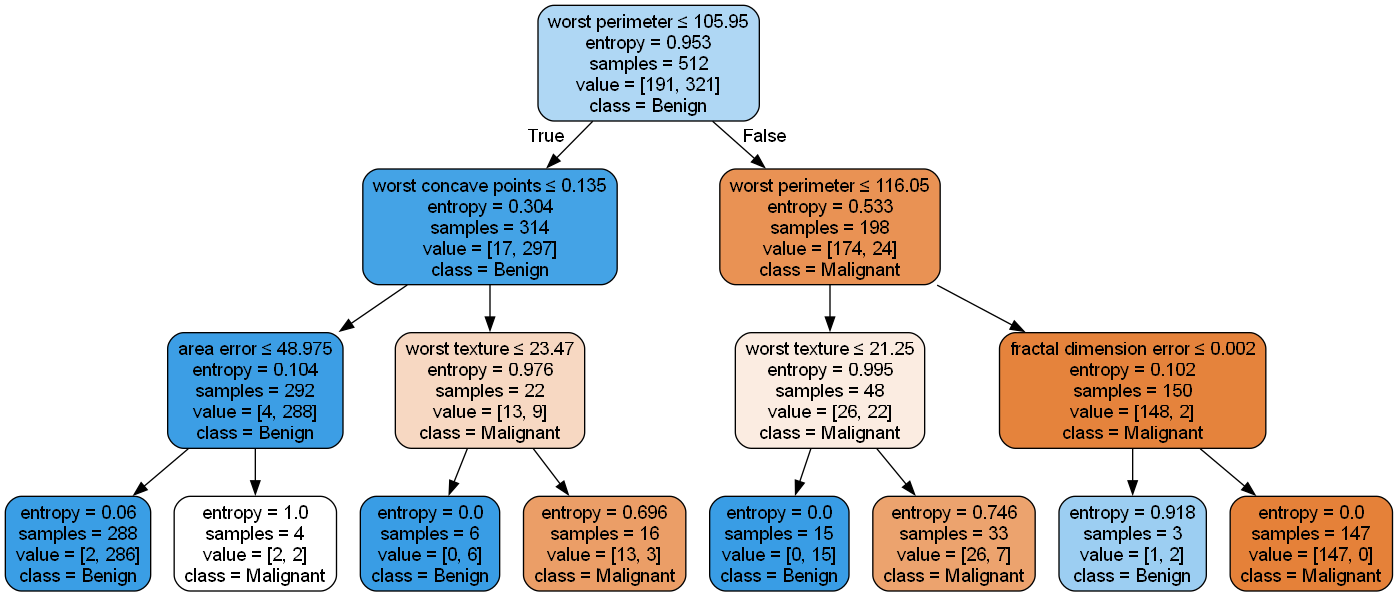 worst perimeter ≤ 105.95
entropy = 0.953
samples = 512
value = [191, 321]
class = Benign
True
False
worst concave points ≤ 0.135
entropy = 0.304
samples = 314
value = [17, 297]
class = Benign
worst perimeter ≤ 116.05
entropy = 0.533
samples = 198
value = [174, 24]
class = Malignant
area error ≤ 48.975
entropy = 0.104
samples = 292
value = [4, 288]
class = Benign
worst texture ≤ 23.47
entropy = 0.976
samples = 22
value = [13, 9]
class = Malignant
worst texture ≤ 21.25
entropy = 0.995
samples = 48
value = [26, 22]
class = Malignant
fractal dimension error ≤ 0.002
entropy = 0.102
samples = 150
value = [148, 2]
class = Malignant
entropy = 0.06
samples = 288
value = [2, 286]
class = Benign
entropy = 1.0
samples = 4
value = [2, 2]
class = Malignant
entropy = 0.0
samples = 6
value = [0, 6]
class = Benign
entropy = 0.696
samples = 16
value = [13, 3]
class = Malignant
entropy = 0.0
samples = 15
value = [0, 15]
class = Benign
entropy = 0.746
samples = 33
value = [26, 7]
class = Malignant
entropy = 0.918
samples = 3
value = [1, 2]
class = Benign
entropy = 0.0
samples = 147
value = [147, 0]
class = Malignant